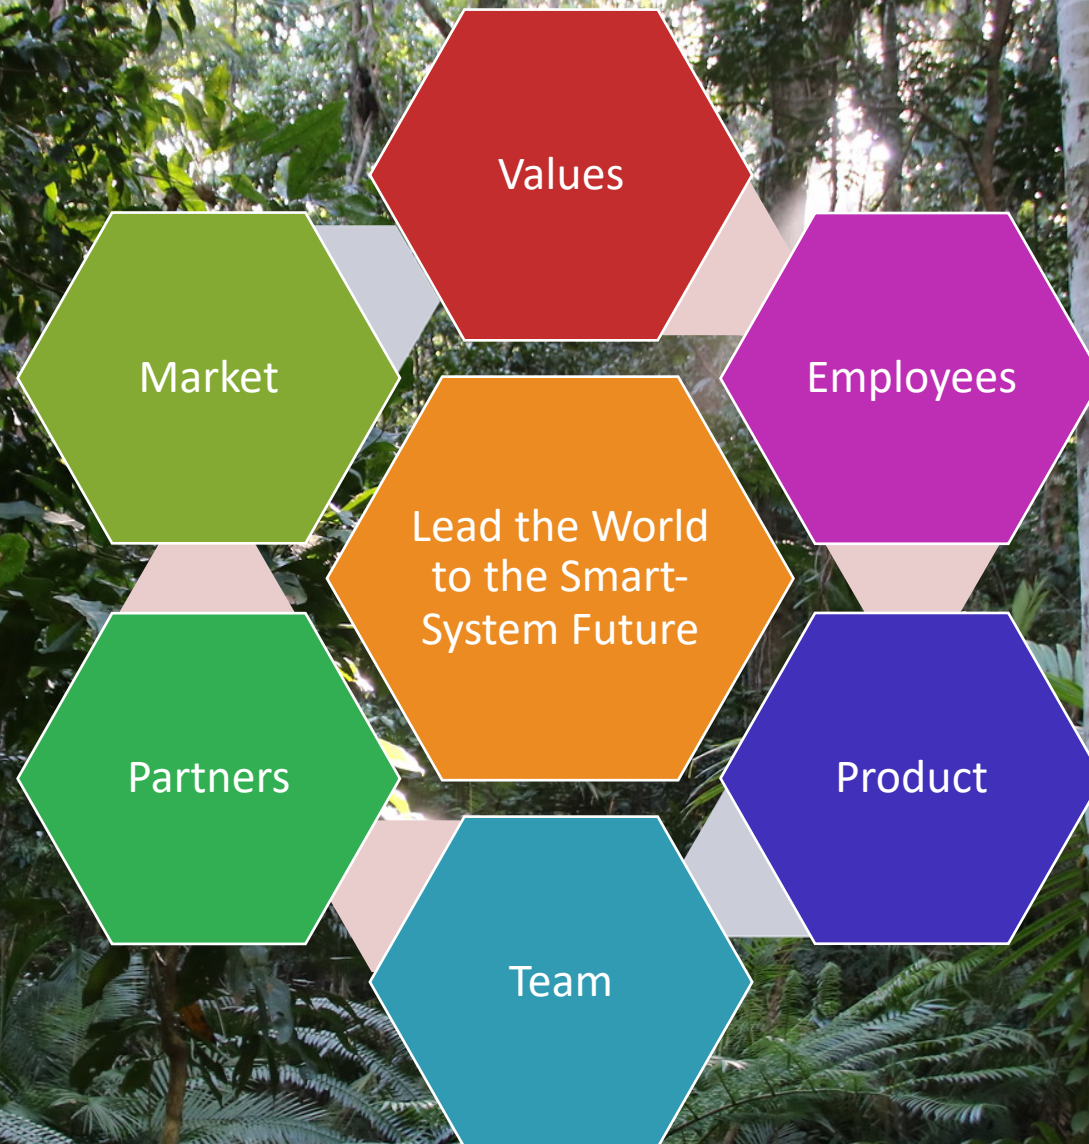 Values
Market
Employees
Lead the World
to the Smart-
System Future
Partners
Product
Team